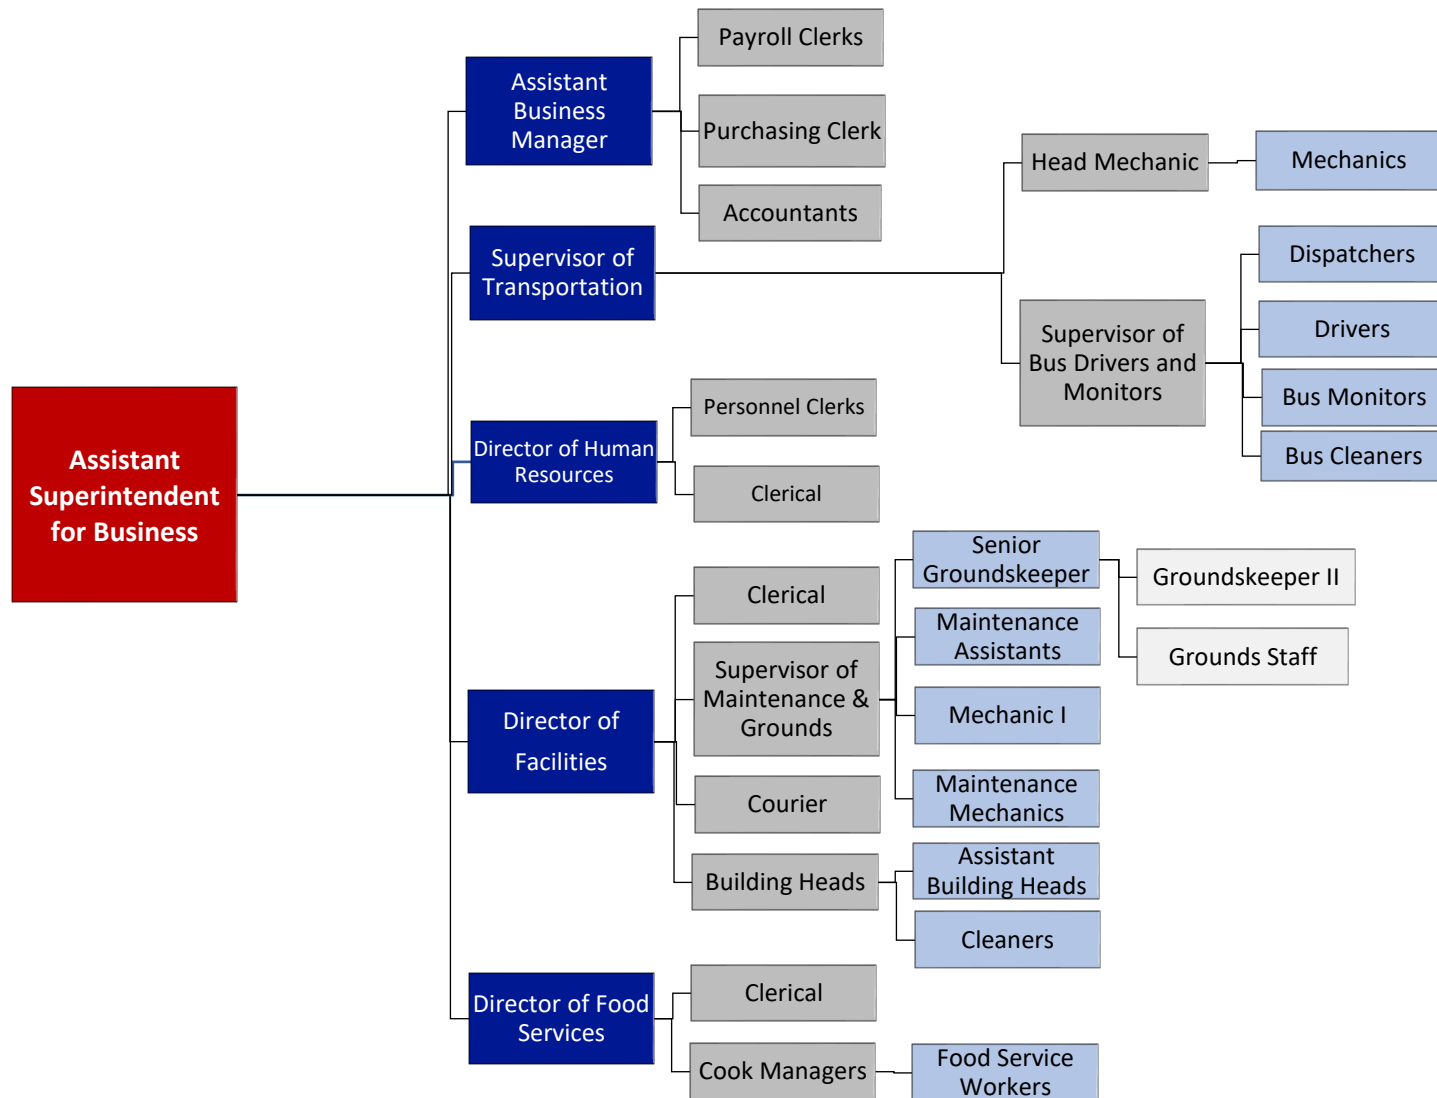 Assistant
Superintendent
for Business
Assistant
Business
Manager
Payroll Clerks
Purchasing Clerk
Accountants
Supervisor of
Transportation
Head Mechanic
Mechanics
Supervisor of
Bus Drivers and
Monitors
Dispatchers
Drivers
Bus Monitors
Bus Cleaners
Director of Human
Resources
Personnel Clerks
Clerical
Director of
Facilities
Clerical
Supervisor of
Maintenance &
Grounds
Senior
Groundskeeper
Groundskeeper II
Grounds Staff
Maintenance
Assistants
Mechanic I
Maintenance
Mechanics
Courier
Building Heads
Assistant
Building Heads
Cleaners
Director of Food
Services
Clerical
Cook Managers
Food Service
Workers